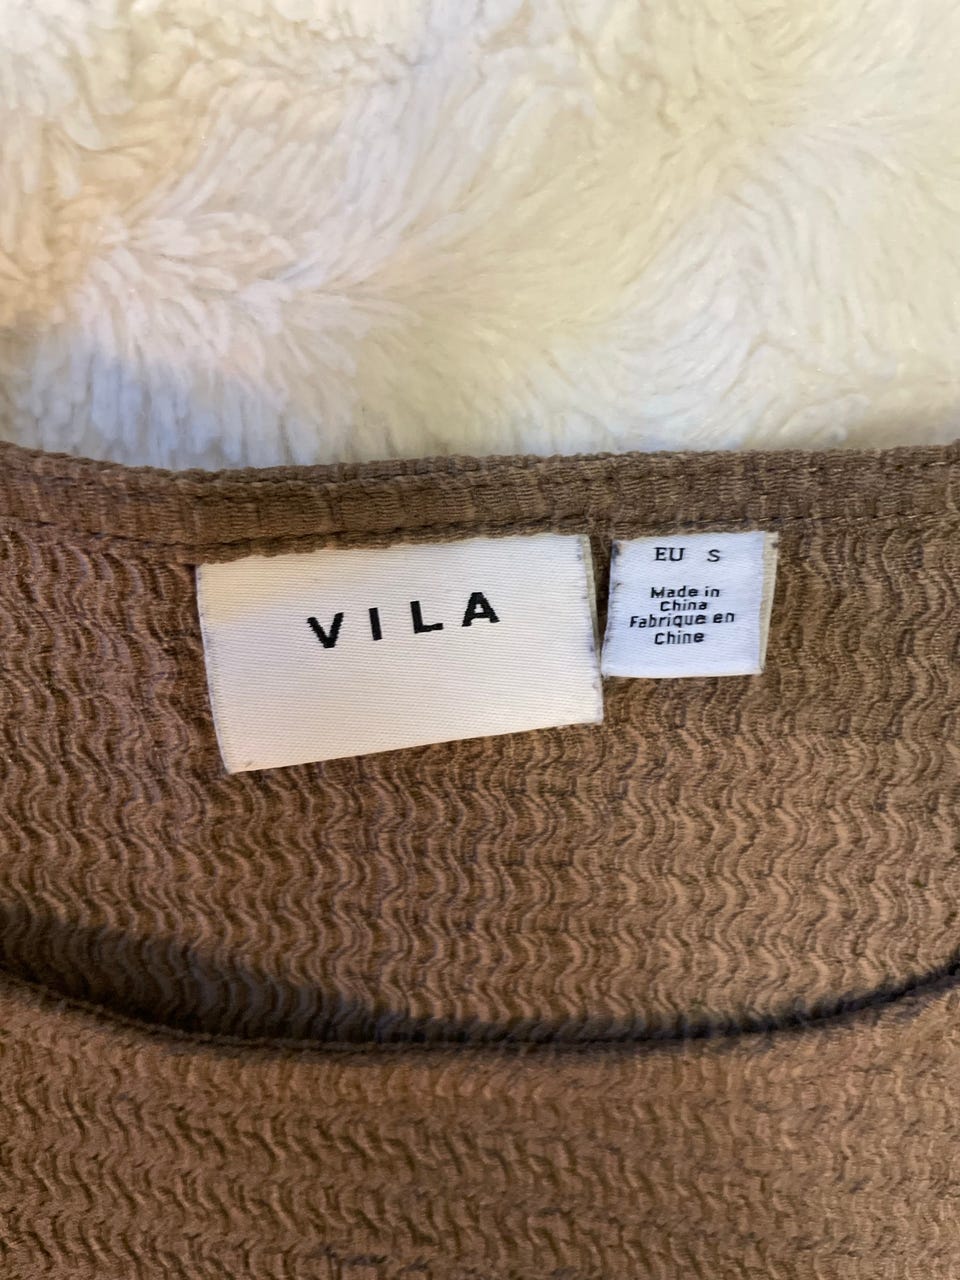 VILA
EU S
Made in
China
Fabrique en
Chine